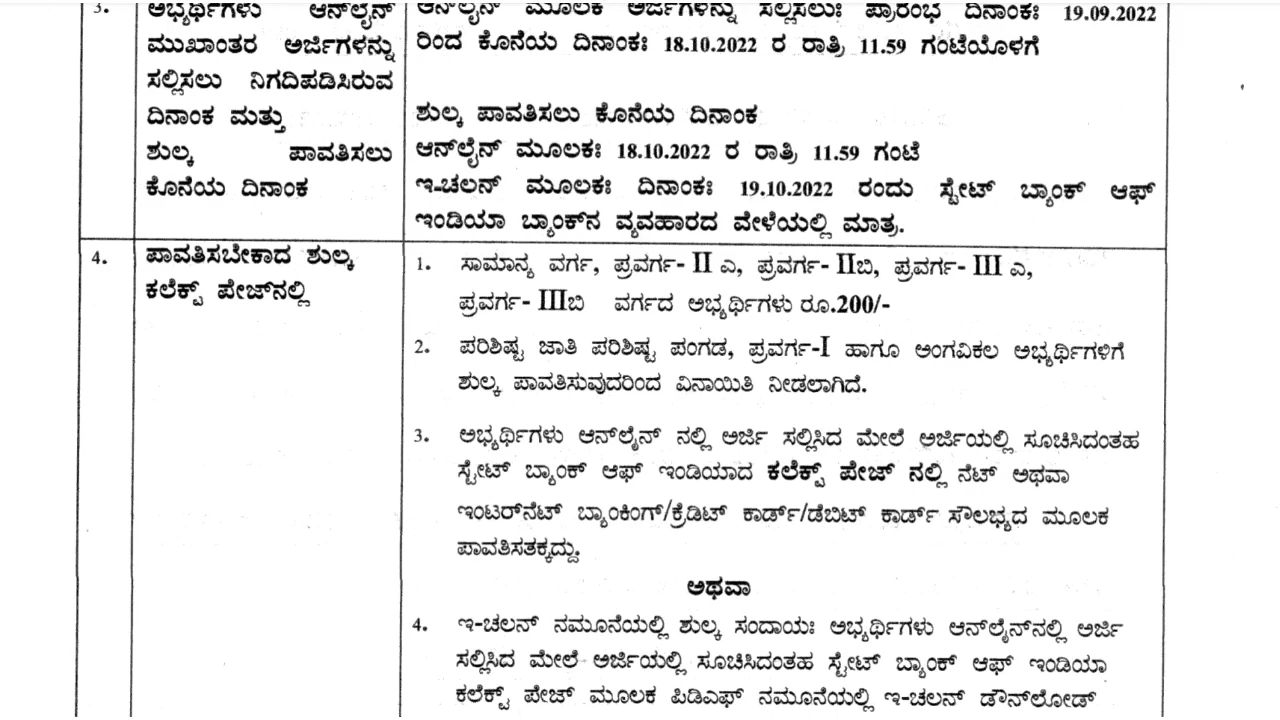 3. ಅಭ್ಯರ್ಥಿಗಳು ಆನ್‌ಲೈನ್
ಮುಖಾಂತರ ಅರ್ಜಿಗಳನ್ನು
ಸಲ್ಲಿಸಲು ನಿಗದಿಪಡಿಸಿರುವ
ದಿನಾಂಕ ಮತ್ತು
ಶುಲ್ಕ ಪಾವತಿಸಲು
ಕೊನೆಯ ದಿನಾಂಕ
ಆನ್‌ಲೈನ್ ಮೂಲಕ ಅರ್ಜಿಗಳನ್ನು ಸಲ್ಲಿಸಲುಃ ಪ್ರಾರಂಭ ದಿನಾಂಕಃ 19.09.2022
ರಿಂದ ಕೊನೆಯ ದಿನಾಂಕಃ 18.10.2022 ರ ರಾತ್ರಿ 11.59 ಗಂಟೆಯೊಳಗೆ
ಶುಲ್ಕ ಪಾವತಿಸಲು ಕೊನೆಯ ದಿನಾಂಕ
ಆನ್‌ಲೈನ್ ಮೂಲಕಃ 18.10.2022 ರ ರಾತ್ರಿ 11.59 ಗಂಟೆ
ಇ-ಚಲನ್ ಮೂಲಕಃ ದಿನಾಂಕಃ 19.10.2022 ರಂದು ಸ್ಟೇಟ್ ಬ್ಯಾಂಕ್ ಆಫ್
ಇಂಡಿಯಾ ಬ್ಯಾಂಕ್‌ನ ವ್ಯವಹಾರದ ವೇಳೆಯಲ್ಲಿ ಮಾತ್ರ.
4. ಪಾವತಿಸಬೇಕಾದ ಶುಲ್ಕ
ಕಲೆಕ್ಟ್ ಪೇಜ್‌ನಲ್ಲಿ
1. ಸಾಮಾನ್ಯ ವರ್ಗ, ಪ್ರವರ್ಗ- II ಎ, ಪ್ರವರ್ಗ- IIಬಿ, ಪ್ರವರ್ಗ- III ಎ,
ಪ್ರವರ್ಗ- IIIಬಿ ವರ್ಗದ ಅಭ್ಯರ್ಥಿಗಳು ರೂ.200/-
2. ಪರಿಶಿಷ್ಟ ಜಾತಿ ಪರಿಶಿಷ್ಟ ಪಂಗಡ, ಪ್ರವರ್ಗ-I ಹಾಗೂ ಅಂಗವಿಕಲ ಅಭ್ಯರ್ಥಿಗಳಿಗೆ
ಶುಲ್ಕ ಪಾವತಿಸುವುದರಿಂದ ವಿನಾಯಿತಿ ನೀಡಲಾಗಿದೆ.
3. ಅಭ್ಯರ್ಥಿಗಳು ಆನ್‌ಲೈನ್ ನಲ್ಲಿ ಅರ್ಜಿ ಸಲ್ಲಿಸಿದ ಮೇಲೆ ಅರ್ಜಿಯಲ್ಲಿ ಸೂಚಿಸಿದಂತಹ
ಸ್ಟೇಟ್ ಬ್ಯಾಂಕ್ ಆಫ್ ಇಂಡಿಯಾದ ಕಲೆಕ್ಟ್ ಪೇಜ್ ನಲ್ಲಿ ನೆಟ್ ಅಥವಾ
ಇಂಟರ್‌ನೆಟ್ ಬ್ಯಾಂಕಿಂಗ್/ಕ್ರೆಡಿಟ್ ಕಾರ್ಡ್/ಡೆಬಿಟ್ ಕಾರ್ಡ್ ಸೌಲಭ್ಯದ ಮೂಲಕ
ಪಾವತಿಸತಕ್ಕದ್ದು.
ಅಥವಾ
4. ಇ-ಚಲನ್ ನಮೂನೆಯಲ್ಲಿ ಶುಲ್ಕ ಸಂದಾಯಃ ಅಭ್ಯರ್ಥಿಗಳು ಆನ್‌ಲೈನ್‌ನಲ್ಲಿ ಅರ್ಜಿ
ಸಲ್ಲಿಸಿದ ಮೇಲೆ ಅರ್ಜಿಯಲ್ಲಿ ಸೂಚಿಸಿದಂತಹ ಸ್ಟೇಟ್ ಬ್ಯಾಂಕ್ ಆಫ್ ಇಂಡಿಯಾ
ಕಲೆಕ್ಟ್ ಪೇಜ್ ಮೂಲಕ ಪಿಡಿಎಫ್ ನಮೂನೆಯಲ್ಲಿ ಇ-ಚಲನ್ ಡೌನ್‌ಲೋಡ್